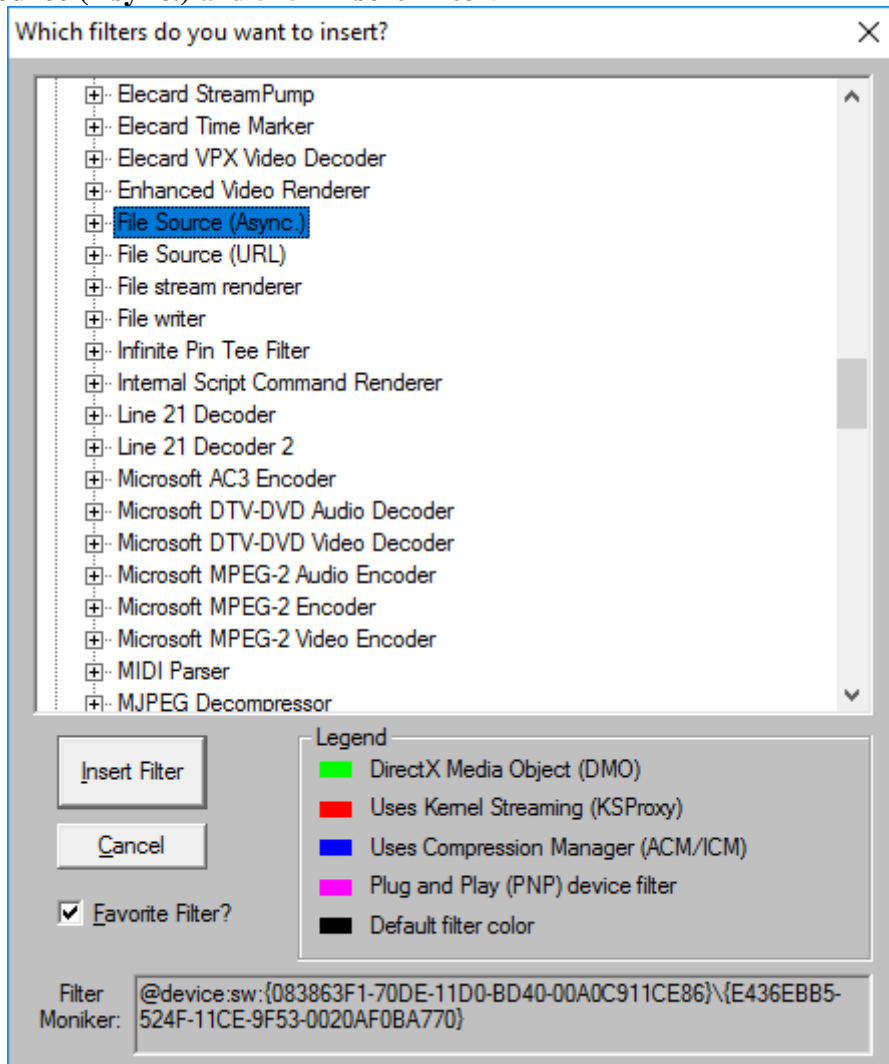 Which filters do you want to insert?
Elecard StreamPump
Elecard Time Marker
Elecard VPX Video Decoder
Enhanced Video Renderer
File Source (Async.)
File Source (URL)
File stream renderer
File writer
Infinite Pin Tee Filter
Internal Script Command Renderer
Line 21 Decoder
Line 21 Decoder 2
Microsoft AC3 Encoder
Microsoft DTV-DVD Audio Decoder
Microsoft DTV-DVD Video Decoder
Microsoft MPEG-2 Audio Encoder
Microsoft MPEG-2 Encoder
Microsoft MPEG-2 Video Encoder
MIDI Parser
MJPEG Decompressor
Insert Filter
Cancel
Favorite Filter?
Legend
DirectX Media Object (DMO)
Uses Kernel Streaming (KSProxy)
Uses Compression Manager (ACM/ICM)
Plug and Play (PNP) device filter
Default filter color
Filter Moniker:
@device:sw:{083863F1-70DE-11D0-BD40-00A0C911CE86}\{E436EBB5-
524F-11CE-9F53-0020AF0BA770}